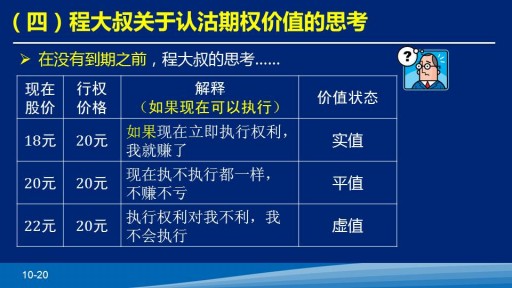 （四）程大叔关于认沽期权价值的思考
➢ 在没有到期之前，程大叔的思考……
?
现在股价 行权价格 解释（如果现在可以执行） 价值状态
18元 20元 如果现在立即执行权利，我就赚了 实值
20元 20元 现在执不执行都一样，不赚不亏 平值
22元 20元 执行权利对我不利，我不会执行 虚值
10-20